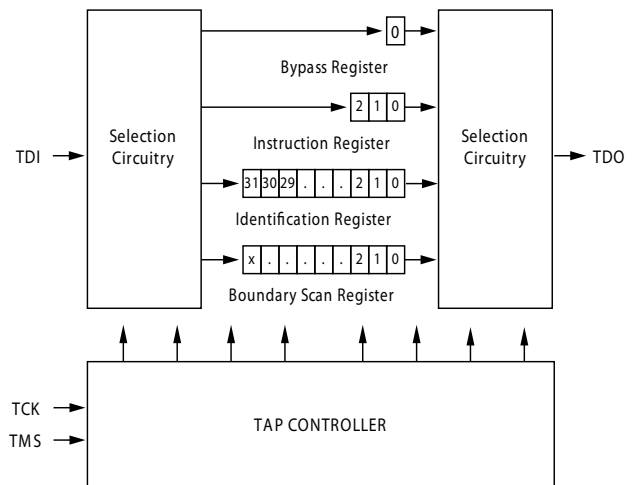 0
Bypass Register
2 1 0
Selection
Circuitry
Selection
Circuitry
TDI
TDO
Instruction Register
31 30 29 . . . 2 1 0
Identification Register
x . . . . . 2 1 0
Boundary Scan Register
TCK
TMS
TAP CONTROLLER